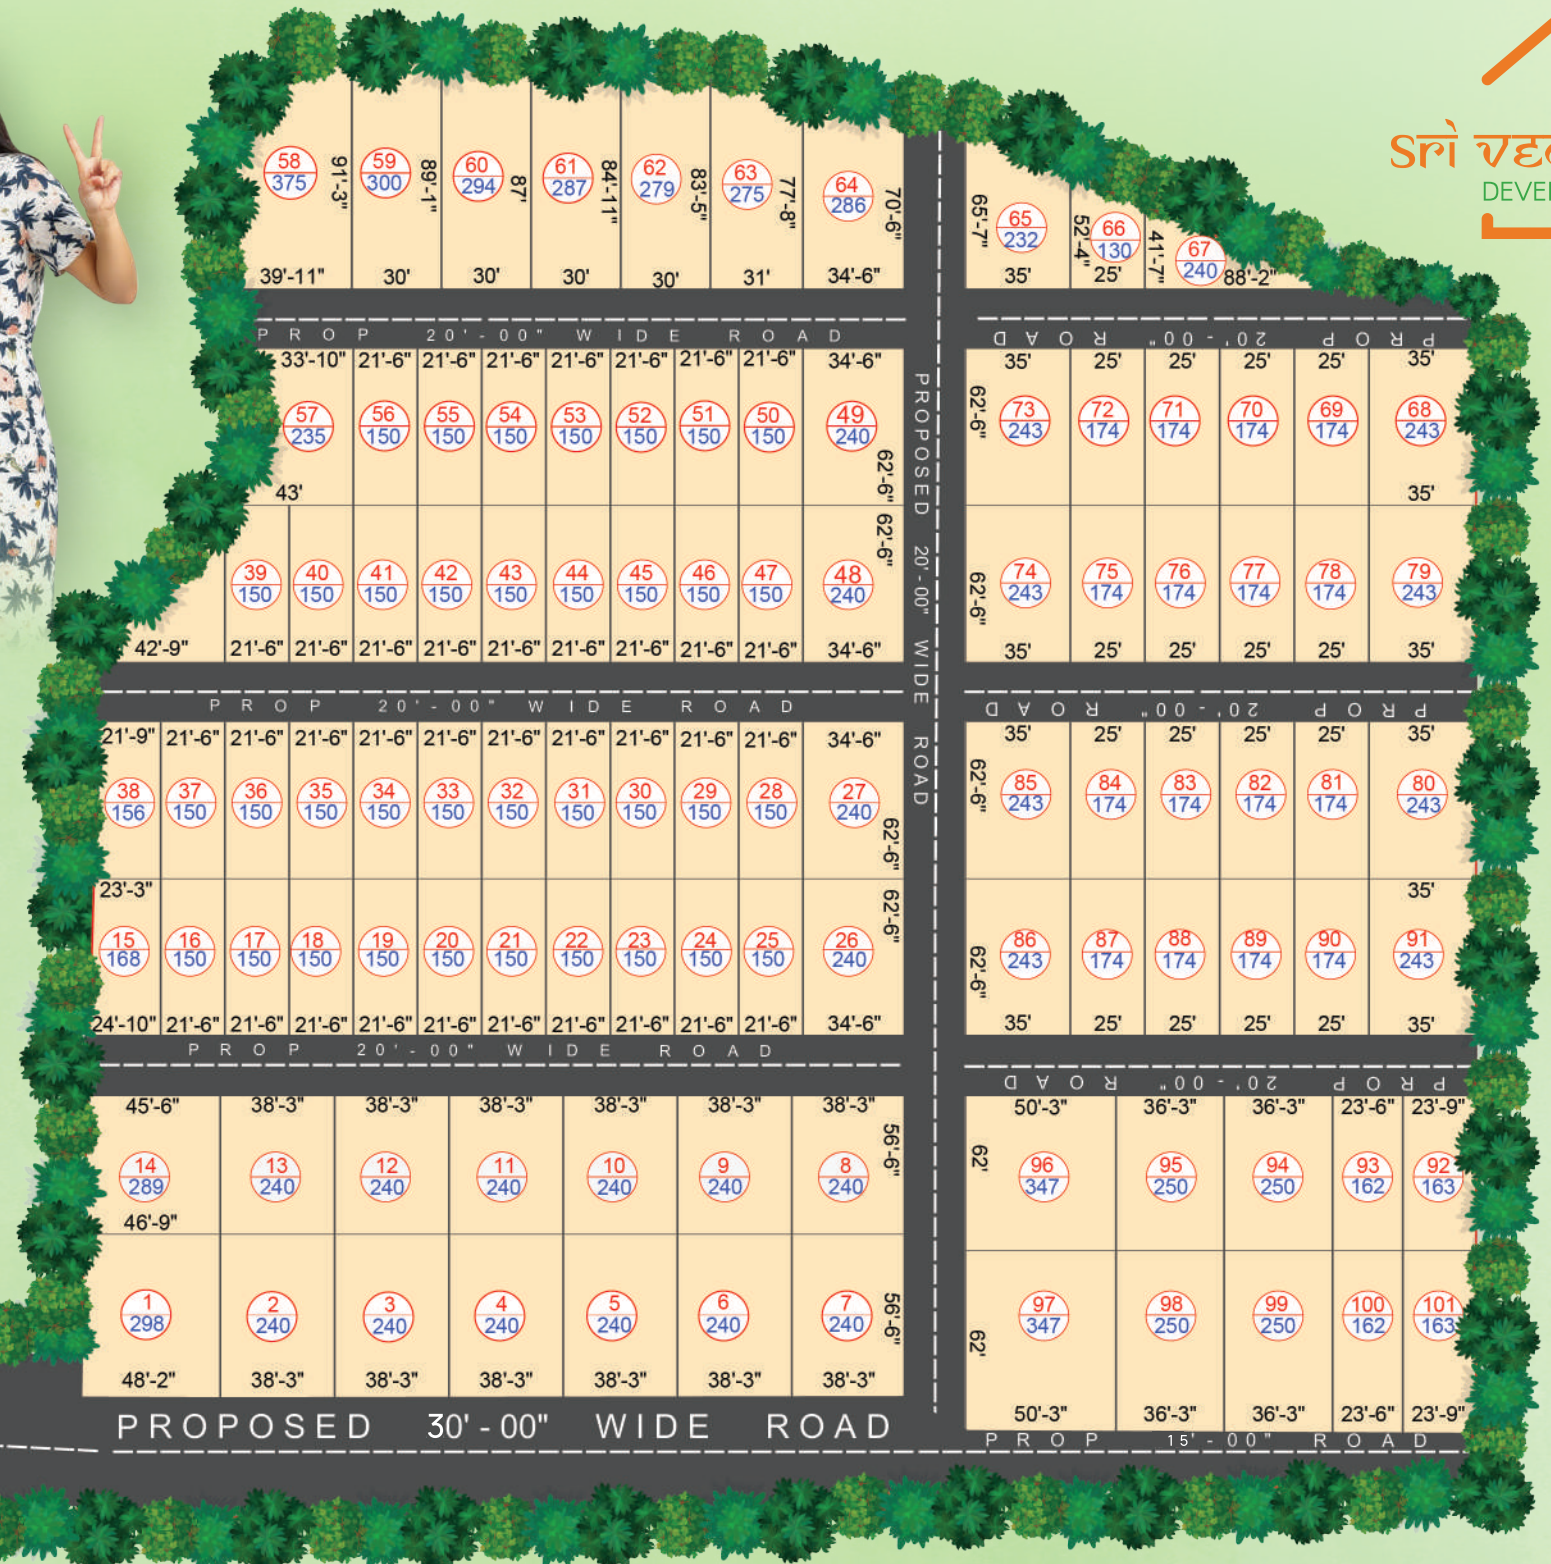 Sri
DEVEL
58 59 60 61 62 63 64 65 66 67
375 300 294 287 279 275 286 232 130 240
91'-3" 89'-1" 87' 84'-11" 83'-5" 77'-8" 70'-6" 65'-7" 52'-4" 41'-7"
39'-11" 30' 30' 30' 30' 31' 34'-6" 35' 25' 88'-2"
PROP 20'-00" WIDE ROAD
PROP 20'-00" ROAD
33'-10" 21'-6" 21'-6" 21'-6" 21'-6" 21'-6" 21'-6" 21'-6" 34'-6" 35' 25' 25' 25' 25' 35'
57 56 55 54 53 52 51 50 49 73 72 71 70 69 68
235 150 150 150 150 150 150 150 240 243 174 174 174 174 243
62'-6" 62'-6"
43' 35'
PROPOSED 20'-00" WIDE ROAD
39 40 41 42 43 44 45 46 47 48 74 75 76 77 78 79
150 150 150 150 150 150 150 150 150 240 243 174 174 174 174 243
62'-6" 62'-6"
42'-9" 21'-6" 21'-6" 21'-6" 21'-6" 21'-6" 21'-6" 21'-6" 21'-6" 21'-6" 34'-6" 35' 25' 25' 25' 25' 35'
PROP 20'-00" WIDE ROAD
PROP 20'-00" ROAD
21'-9" 21'-6" 21'-6" 21'-6" 21'-6" 21'-6" 21'-6" 21'-6" 21'-6" 21'-6" 21'-6" 34'-6" 35' 25' 25' 25' 25' 35'
38 37 36 35 34 33 32 31 30 29 28 27 85 84 83 82 81 80
156 150 150 150 150 150 150 150 150 150 150 240 243 174 174 174 174 243
62'-6" 62'-6"
23'-3" 62'-6" 35'
15 16 17 18 19 20 21 22 23 24 25 26 86 87 88 89 90 91
168 150 150 150 150 150 150 150 150 150 150 240 243 174 174 174 174 243
62'-6"
24'-10" 21'-6" 21'-6" 21'-6" 21'-6" 21'-6" 21'-6" 21'-6" 21'-6" 21'-6" 21'-6" 34'-6" 35' 25' 25' 25' 25' 35'
PROP 20'-00" WIDE ROAD
PROP 20'-00" ROAD
45'-6" 38'-3" 38'-3" 38'-3" 38'-3" 38'-3" 38'-3" 50'-3" 36'-3" 36'-3" 23'-6" 23'-9"
14 13 12 11 10 9 8 96 95 94 93 92
289 240 240 240 240 240 240 347 250 250 162 163
56'-6" 62'
46'-9"
1 2 3 4 5 6 7 97 98 99 100 101
298 240 240 240 240 240 240 347 250 250 162 163
56'-6" 62'
48'-2" 38'-3" 38'-3" 38'-3" 38'-3" 38'-3" 38'-3" 50'-3" 36'-3" 36'-3" 23'-6" 23'-9"
PROPOSED 30'-00" WIDE ROAD
PROP 15'-00" ROAD